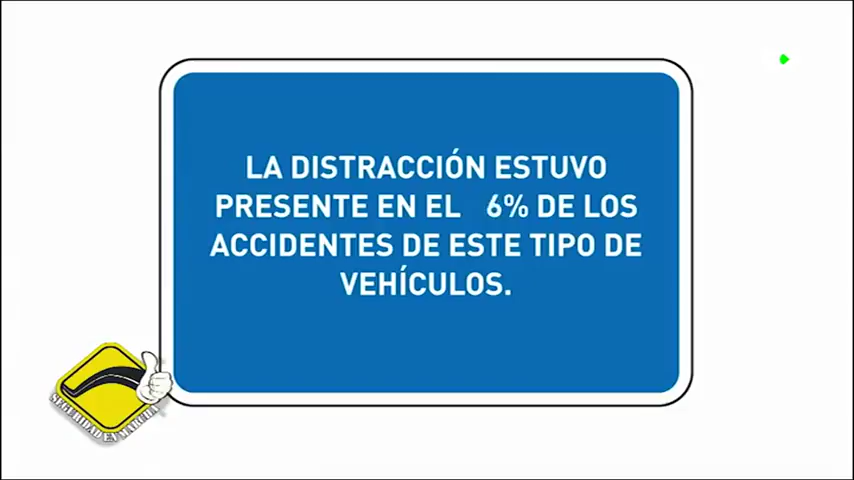 LA DISTRACCIÓN ESTUVO
PRESENTE EN EL 6% DE LOS
ACCIDENTES DE ESTE TIPO DE
VEHÍCULOS.
SEGURIDAD EN MARCHA